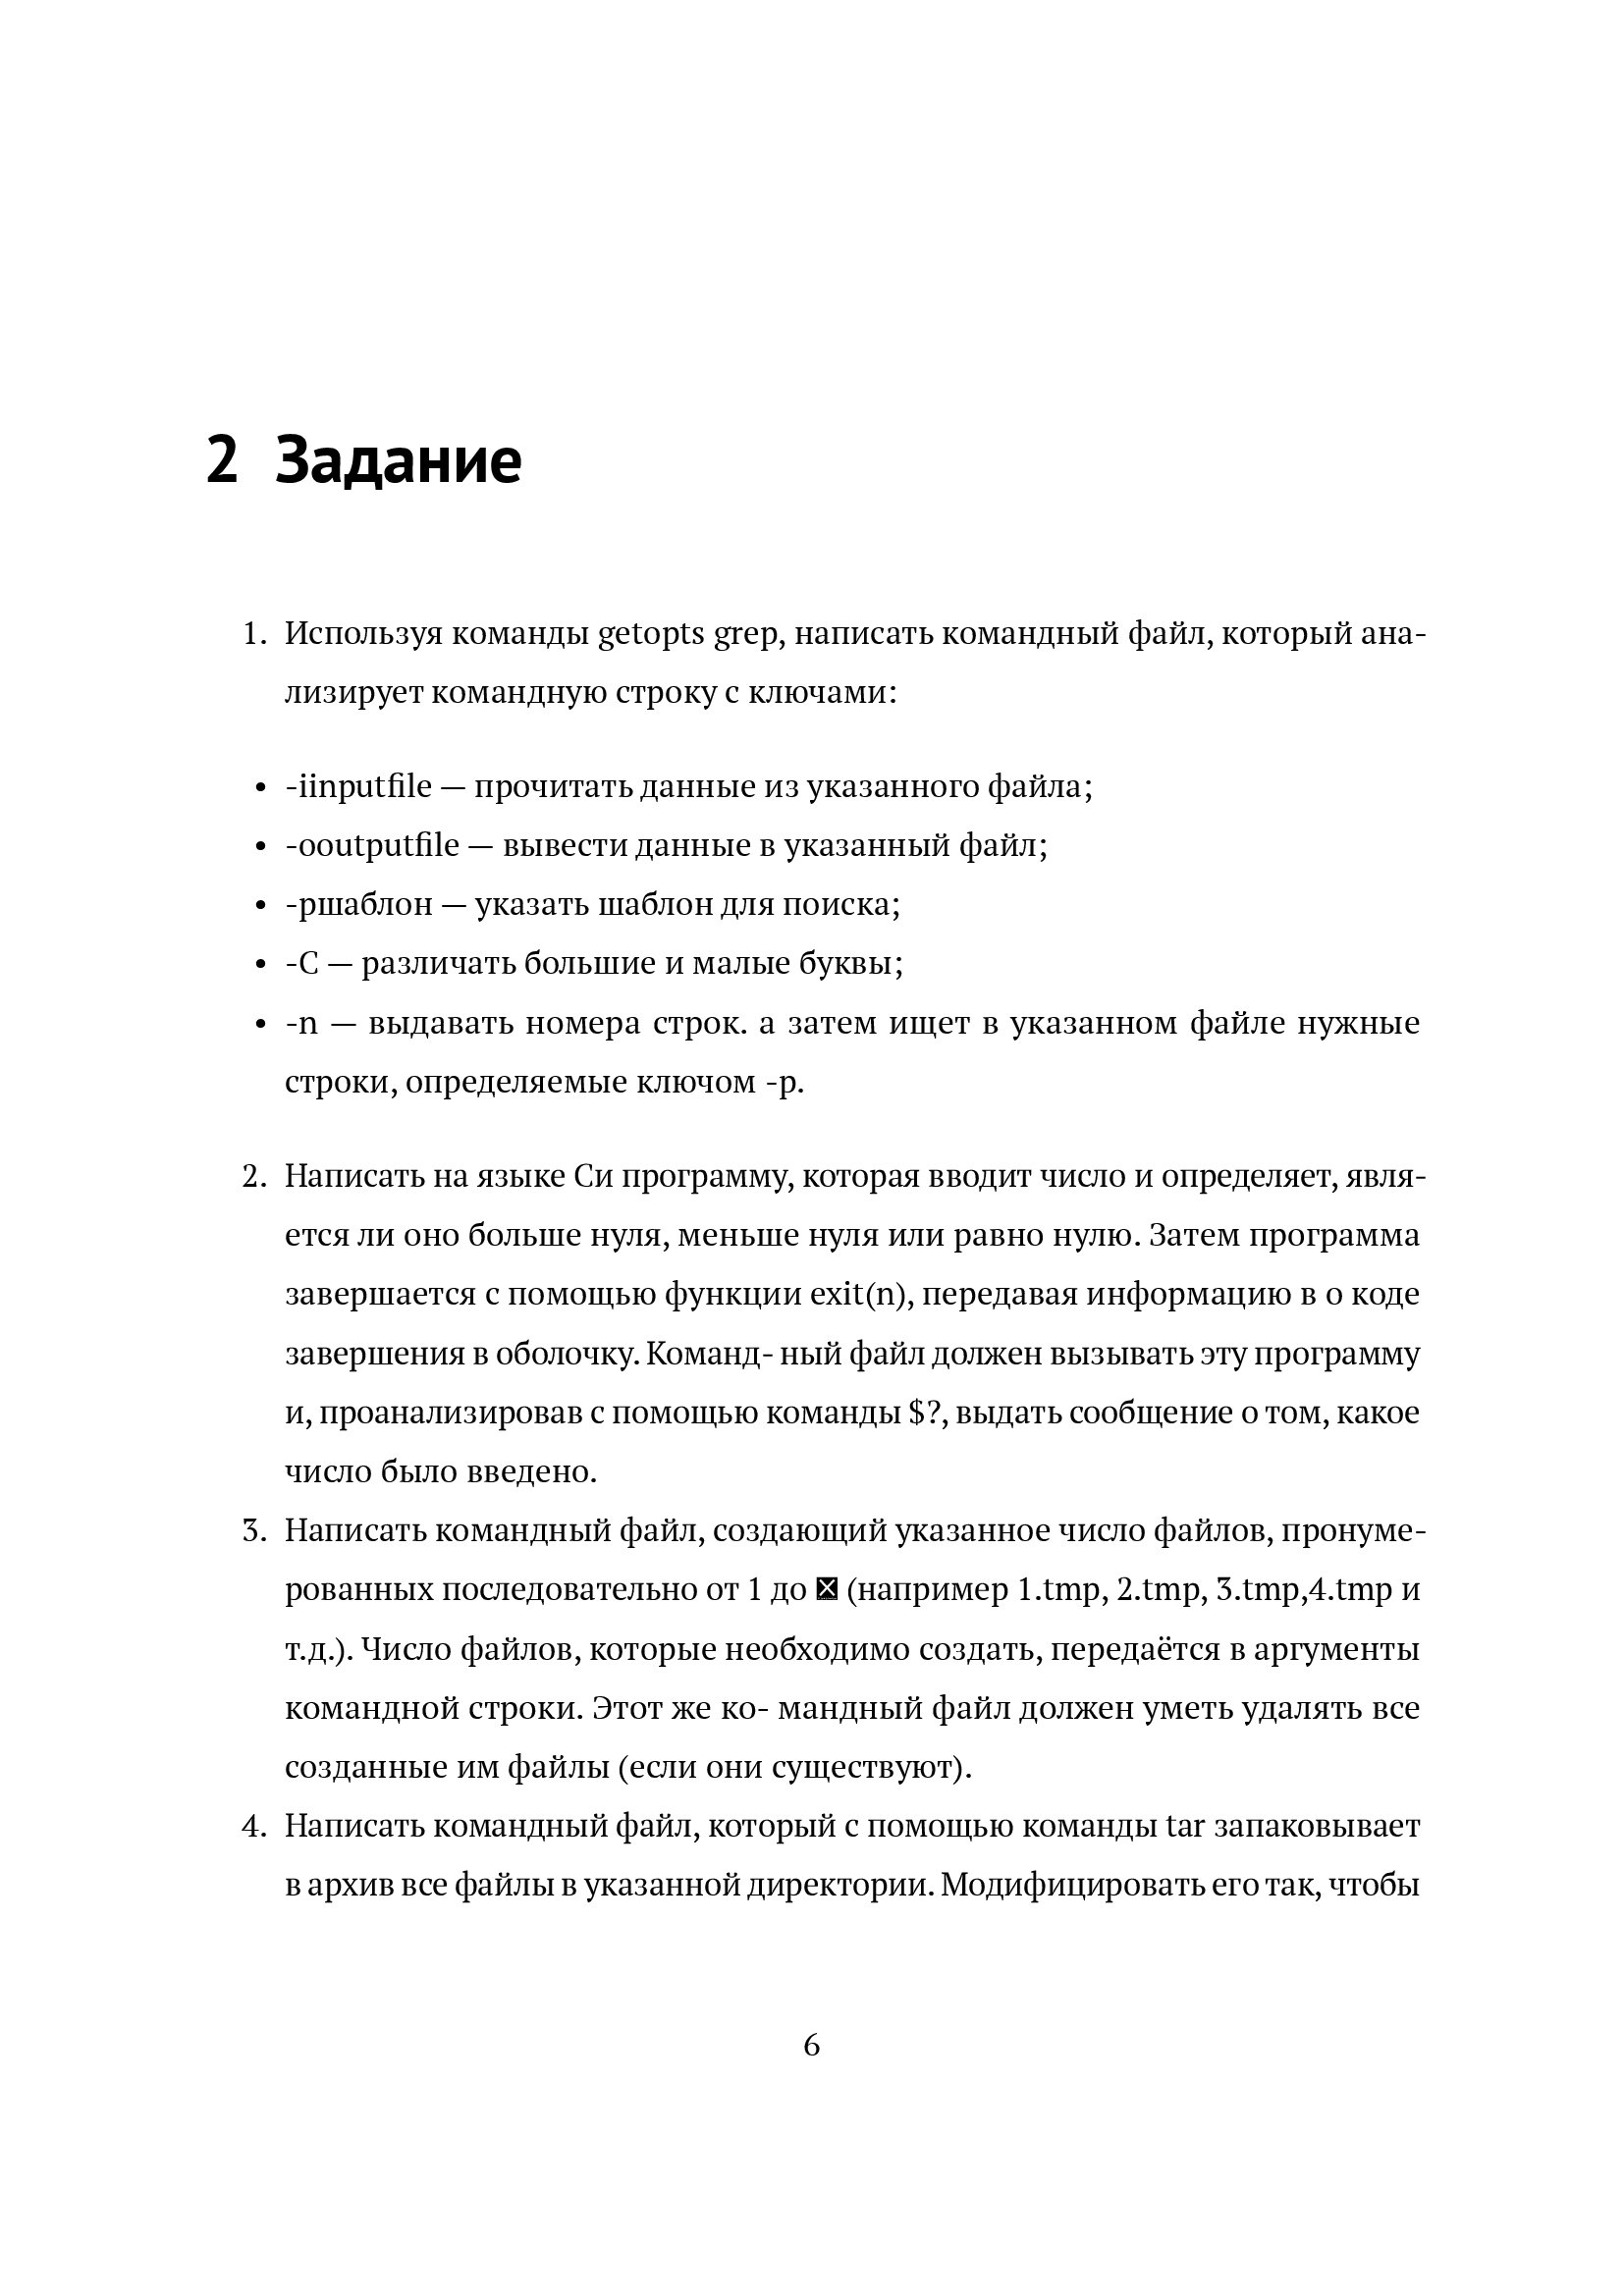 2 Задание
1. Используя команды getopts grep, написать командный файл, который ана-
лизирует командную строку с ключами:
• -iinputfile — прочитать данные из указанного файла;
• -ooutputfile — вывести данные в указанный файл;
• -pшаблон — указать шаблон для поиска;
• -C — различать большие и малые буквы;
• -n — выдавать номера строк. а затем ищет в указанном файле нужные
строки, определяемые ключом -p.
2. Написать на языке Си программу, которая вводит число и определяет, явля-
ется ли оно больше нуля, меньше нуля или равно нулю. Затем программа
завершается с помощью функции exit(n), передавая информацию в о коде
завершения в оболочку. Команд- ный файл должен вызывать эту программу
и, проанализировав с помощью команды $?, выдать сообщение о том, какое
число было введено.
3. Написать командный файл, создающий указанное число файлов, пронуме-
рованных последовательно от 1 до (например 1.tmp, 2.tmp, 3.tmp,4.tmp и
т.д.). Число файлов, которые необходимо создать, передаётся в аргументы
командной строки. Этот же ко- мандный файл должен уметь удалять все
созданные им файлы (если они существуют).
4. Написать командный файл, который с помощью команды tar запаковывает
в архив все файлы в указанной директории. Модифицировать его так, чтобы
6